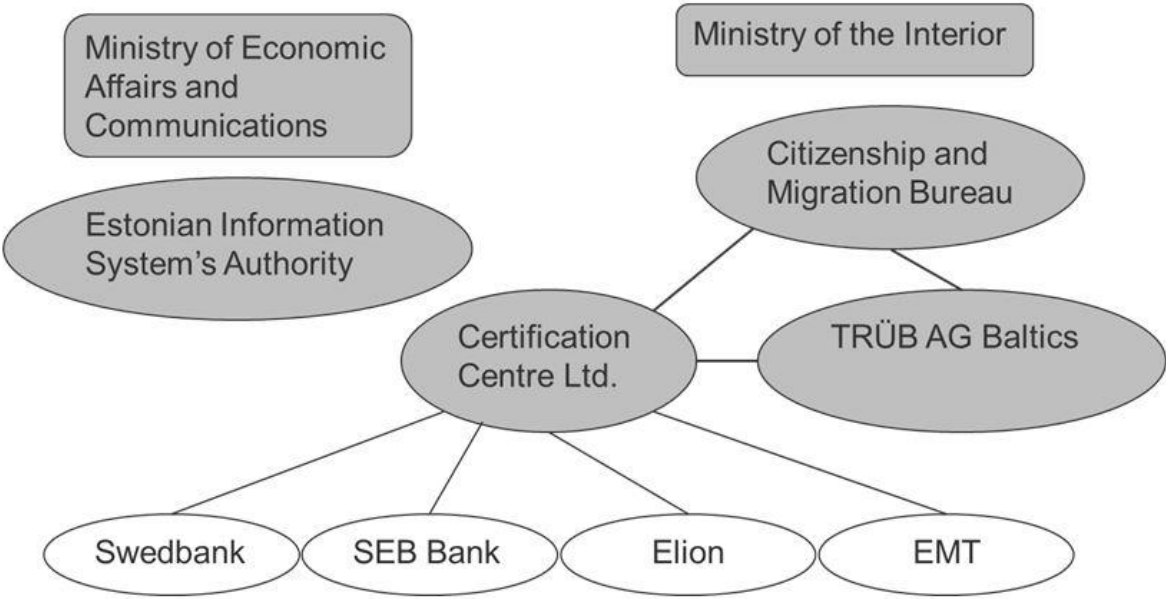 Ministry of Economic
Affairs and
Communications
Ministry of the Interior
Citizenship and
Migration Bureau
Estonian Information
System’s Authority
Certification
Centre Ltd.
TRÜB AG Baltics
Swedbank
SEB Bank
Elion
EMT